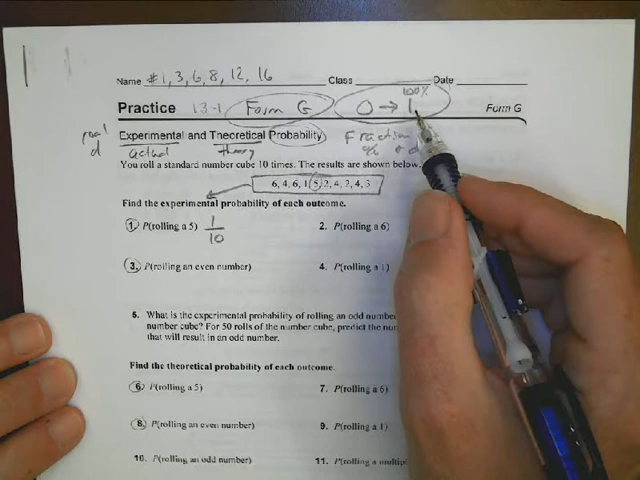 Name #1, 3, 6, 8, 12, 16 Class Date
100%
Practice 13-1 Form G 0 → 1 Form G
real
Experimental and Theoretical Probability Fraction
d actual theory % + d
You roll a standard number cube 10 times. The results are shown below.
6, 4, 6, 1, 5, 2, 4, 2, 4, 3
Find the experimental probability of each outcome.
1. P(rolling a 5) 1/10 2. P(rolling a 6)
3. P(rolling an even number) 4. P(rolling a 1)
5. What is the experimental probability of rolling an odd number
number cube? For 50 rolls of the number cube, predict the
that will result in an odd number.
Find the theoretical probability of each outcome.
6. P(rolling a 5) 7. P(rolling a 6)
8. P(rolling an even number) 9. P(rolling a 1)
10. P(rolling an odd number) 11. P(rolling a